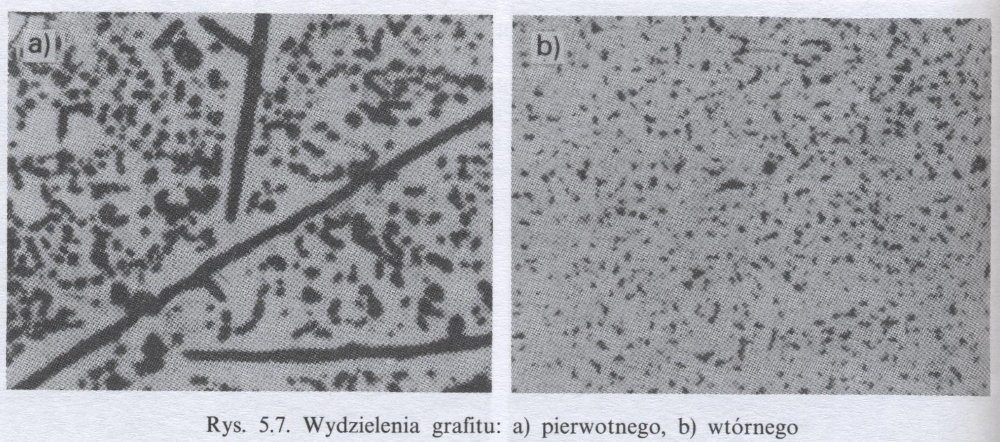 a)
b)
Rys. 5.7. Wydzielenia grafitu: a) pierwotnego, b) wtórnego